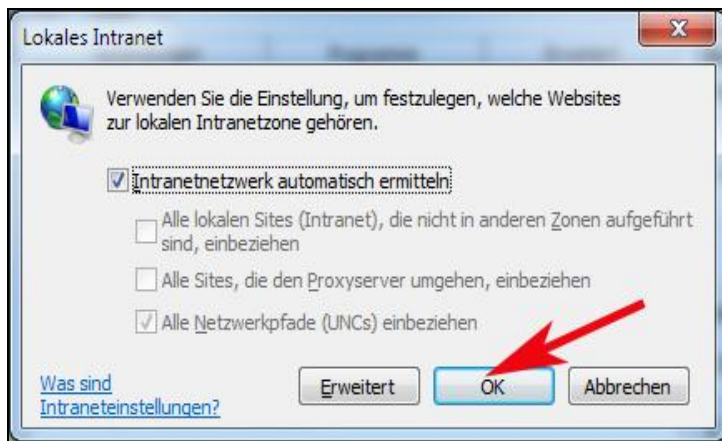 Lokales Intranet
Verwenden Sie die Einstellung, um festzulegen, welche Websites
zur lokalen Intranetzone gehören.
Intranetnetzwerk automatisch ermitteln
Alle lokalen Sites (Intranet), die nicht in anderen Zonen aufgeführt
sind, einbeziehen
Alle Sites, die den Proxyserver umgehen, einbeziehen
Alle Netzwerkpfade (UNCs) einbeziehen
Was sind
Intraneteinstellungen?
Erweitert
OK
Abbrechen